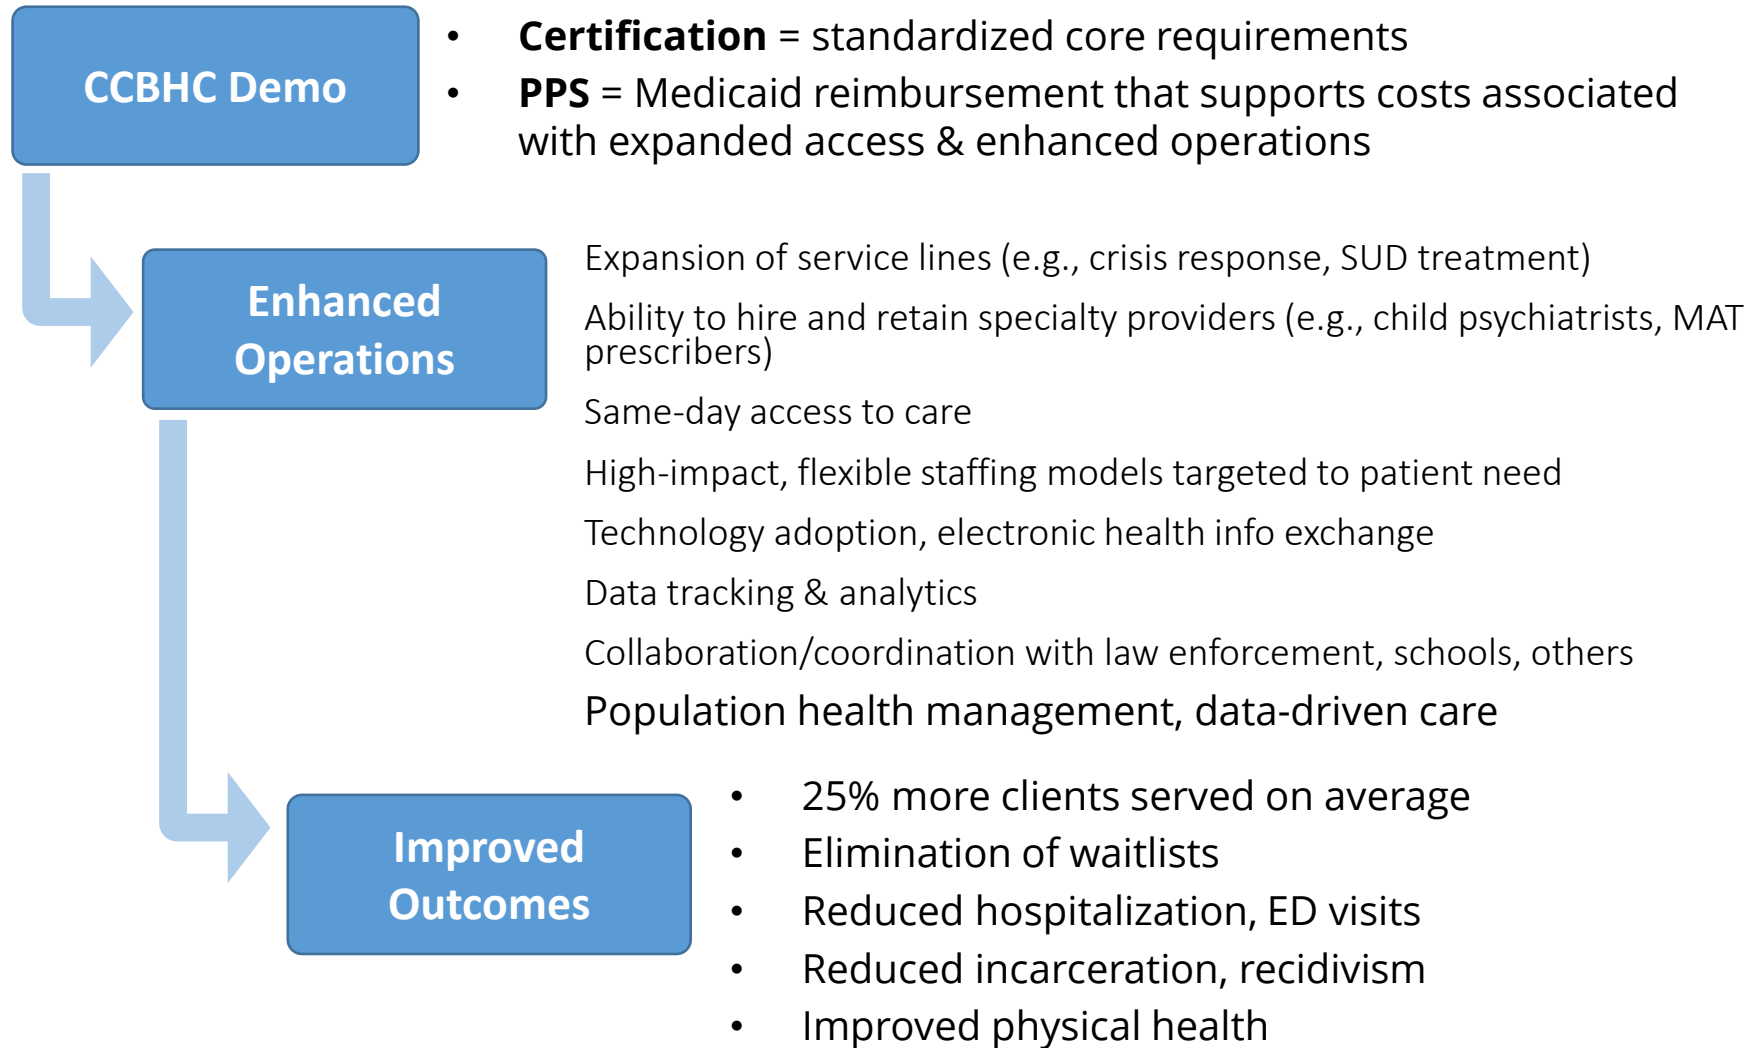 CCBHC Demo
• Certification = standardized core requirements
• PPS = Medicaid reimbursement that supports costs associated
with expanded access & enhanced operations
Enhanced
Operations
Expansion of service lines (e.g., crisis response, SUD treatment)
Ability to hire and retain specialty providers (e.g., child psychiatrists, MAT
prescribers)
Same-day access to care
High-impact, flexible staffing models targeted to patient need
Technology adoption, electronic health info exchange
Data tracking & analytics
Collaboration/coordination with law enforcement, schools, others
Population health management, data-driven care
Improved
Outcomes
• 25% more clients served on average
• Elimination of waitlists
• Reduced hospitalization, ED visits
• Reduced incarceration, recidivism
• Improved physical health